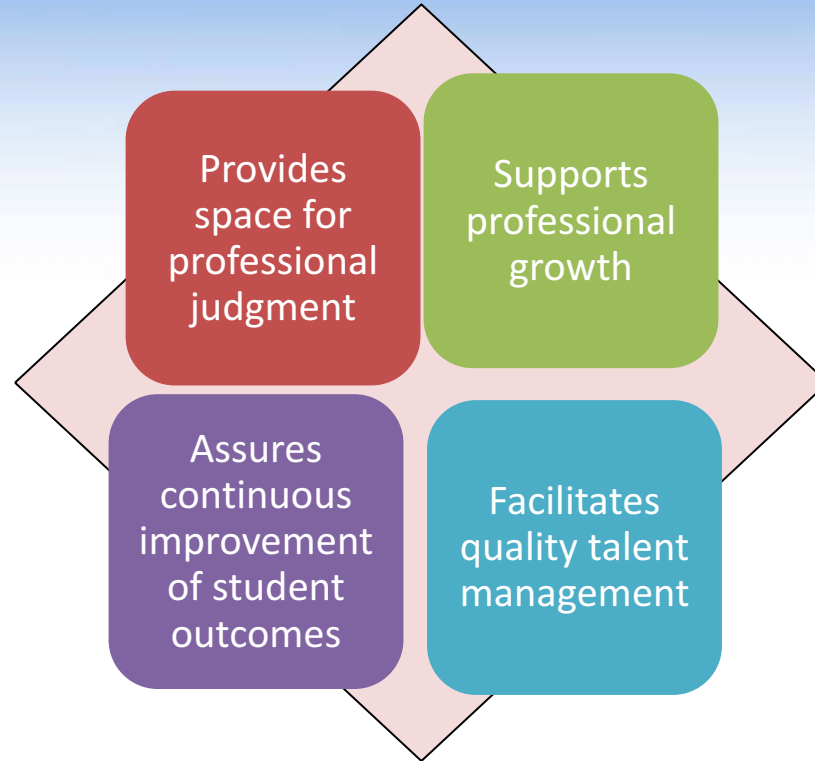 Provides
space for
professional
judgment
Supports
professional
growth
Assures
continuous
improvement
of student
outcomes
Facilitates
quality talent
management